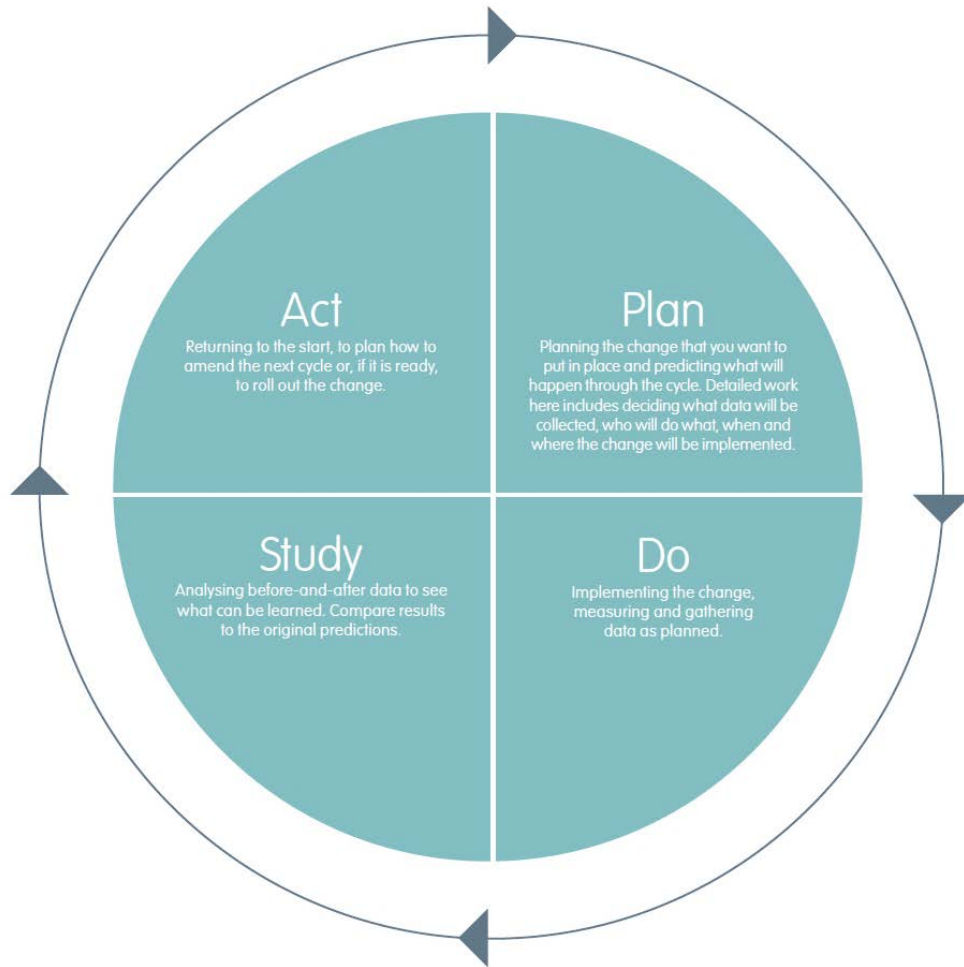 Act
Returning to the start, to plan how to
amend the next cycle or, if it is ready,
to roll out the change.
Plan
Planning the change that you want to
put in place and predicting what will
happen through the cycle. Detailed work
here includes deciding what data will be
collected, who will do what, when and
where the change will be implemented.
Study
Analysing before-and-after data to see
what can be learned. Compare results
to the original predictions.
Do
Implementing the change,
measuring and gathering
data as planned.